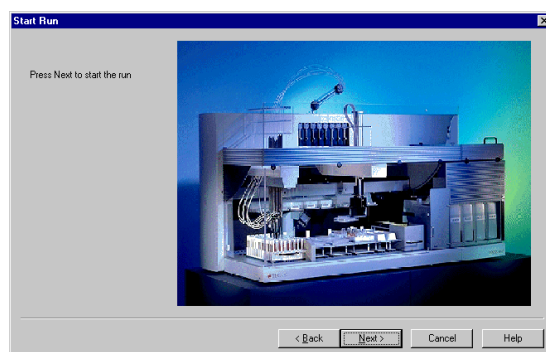 Start Run
Press Next to start the run
< Back
Next >
Cancel
Help